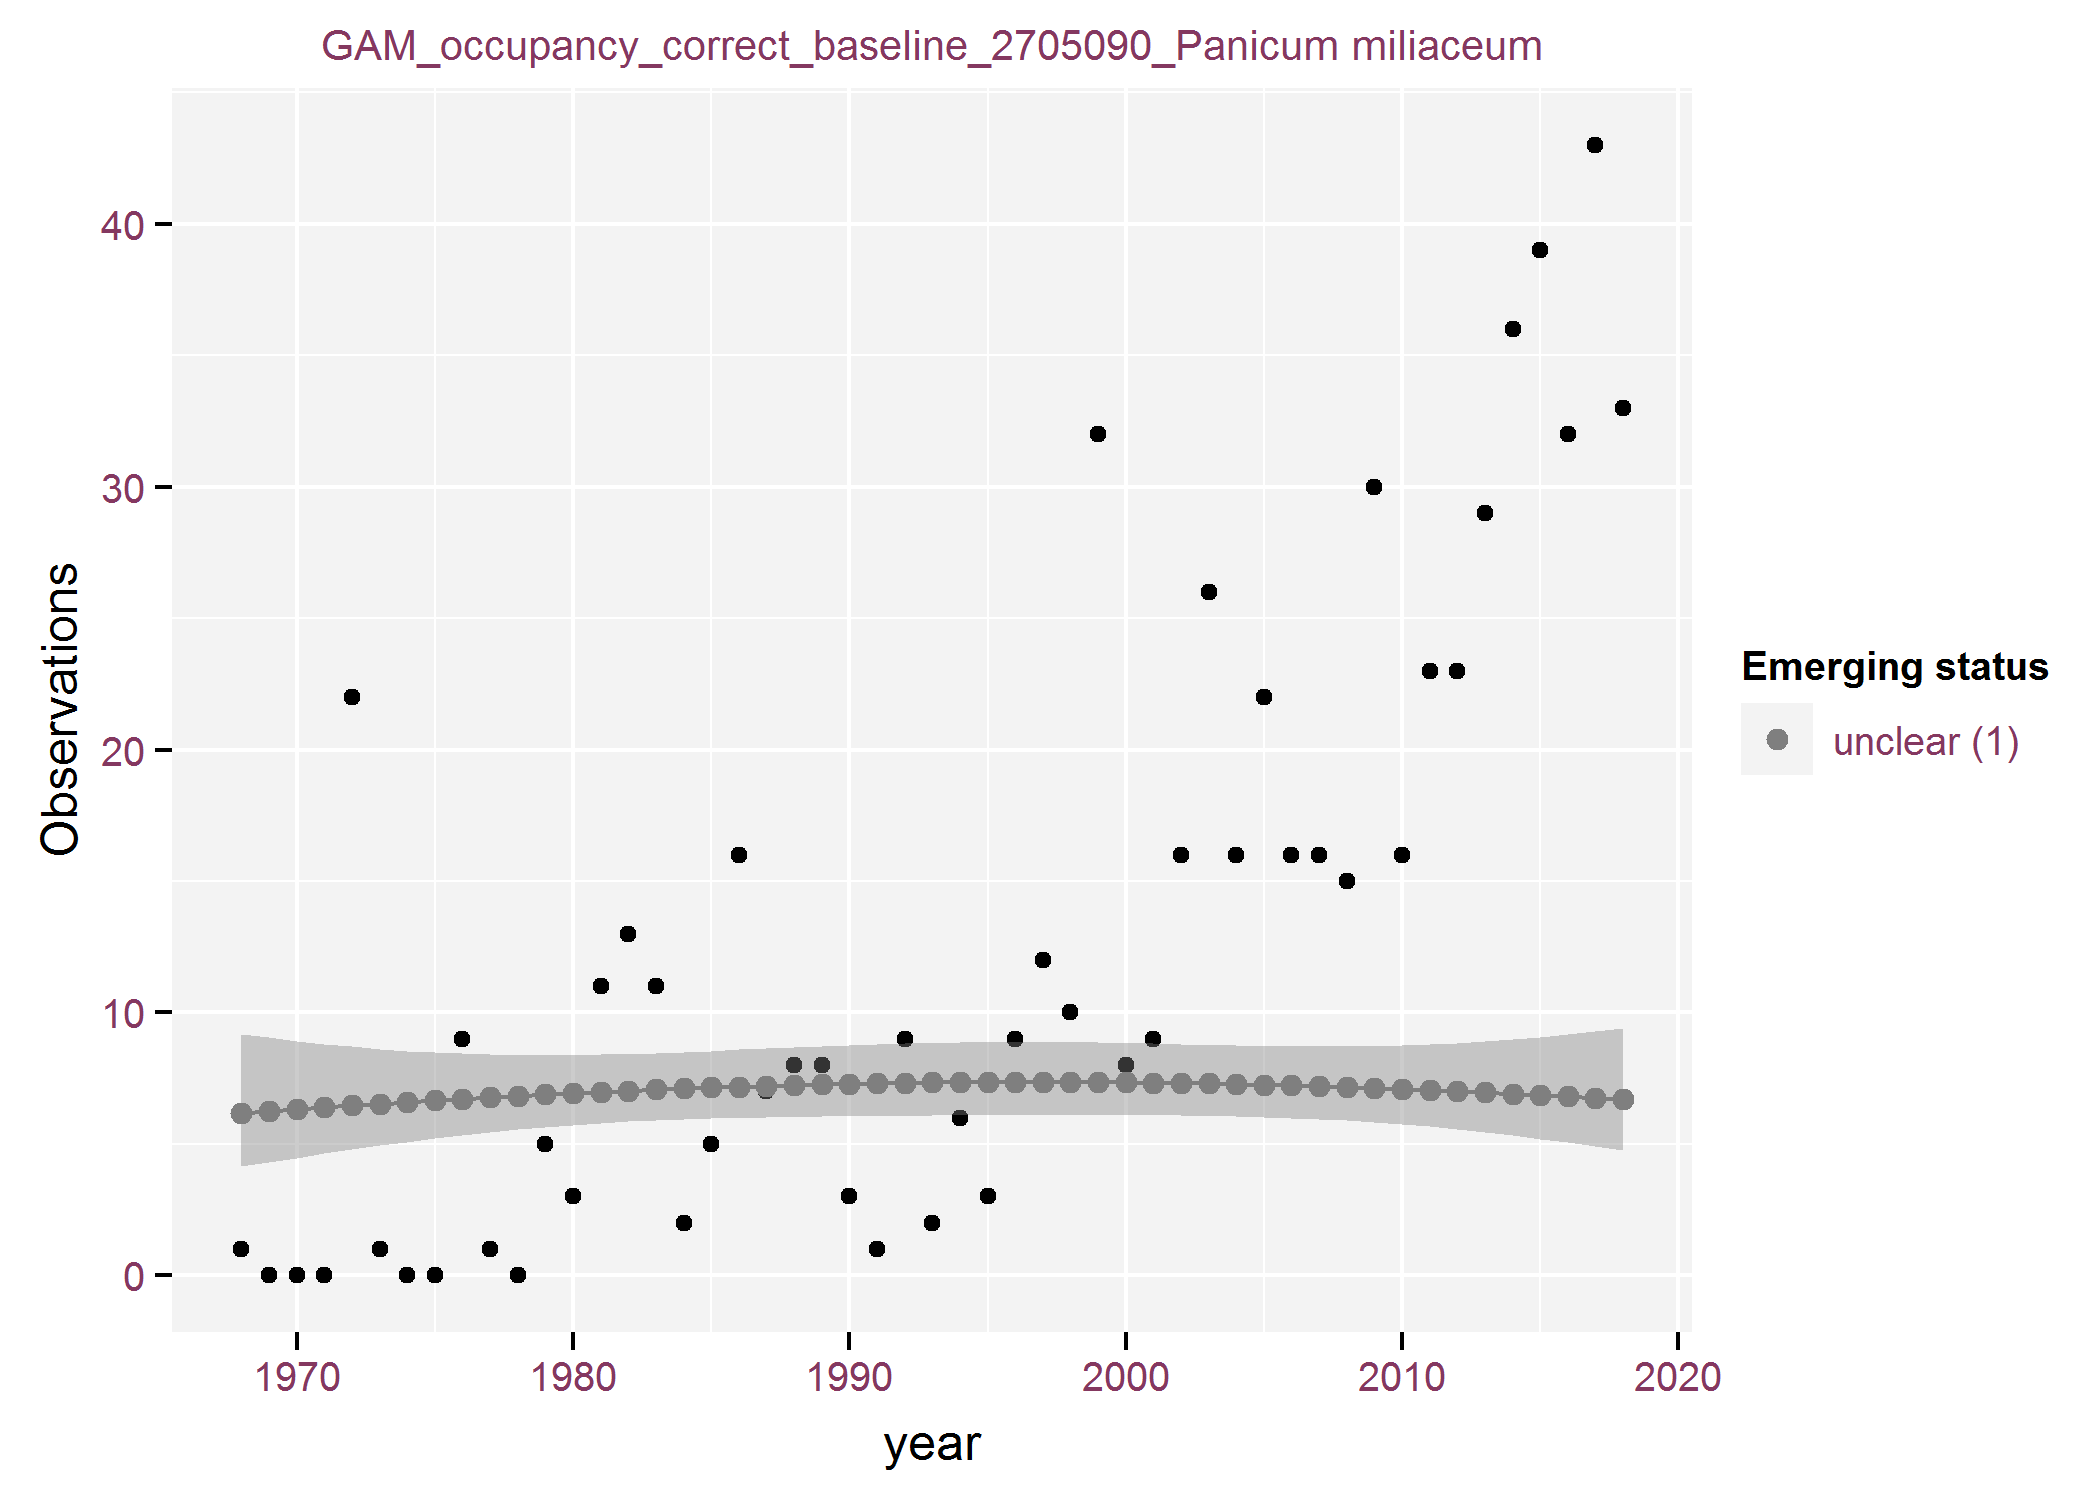 GAM_occupancy_correct_baseline_2705090_Panicum miliaceum
Observations
40
30
20
10
0
1970 1980 1990 2000 2010 2020
year
Emerging status
unclear (1)